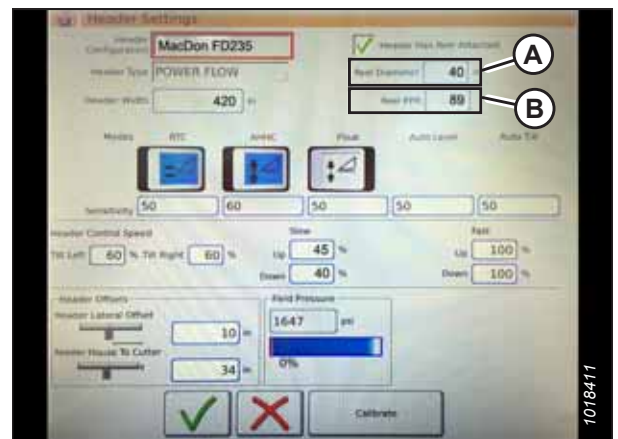 Header Settings
Header Configuration MacDon FD235
Header Has Reel Attached
A
Header Type POWER FLOW
Reel Diameter 40 in
Header Width 420 in
Reel PPR 89
B
Modes RTC AHHC Float Auto Level Auto Tilt
Sensitivity 50 60 50 50 50
Header Control Speed
Slow
Fast
Tilt Left 60 % Tilt Right 60 %
Up 45 %
Up 100 %
Down 40 %
Down 100 %
Header Offsets
Header Lateral Offset
10 in
Feeder House To Cutter
34 in
Field Pressure
1647 psi
0%
Calibrate
1018411